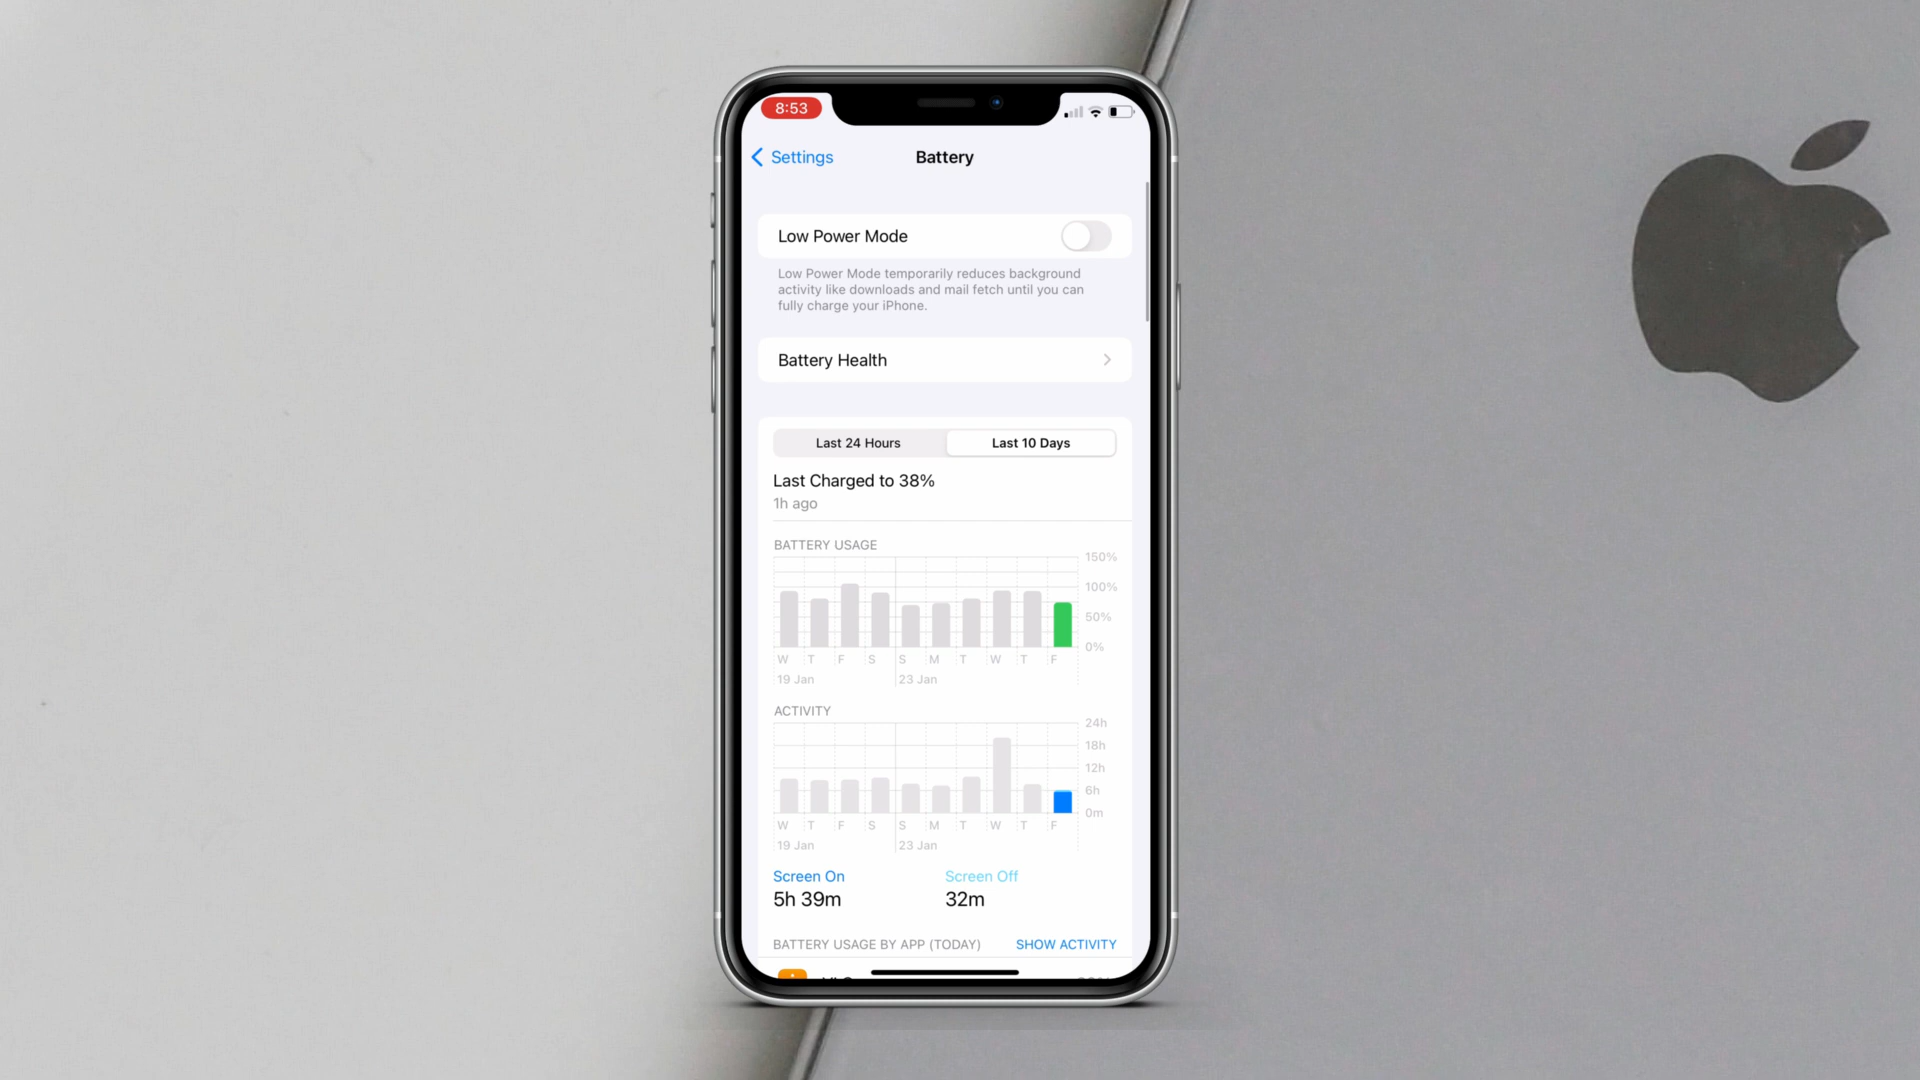 8:53
Settings
Battery
Low Power Mode
Low Power Mode temporarily reduces background
activity like downloads and mail fetch until you can
fully charge your iPhone.
Battery Health
Last 24 Hours Last 10 Days
Last Charged to 38%
1h ago
BATTERY USAGE
150%
100%
50%
0%
W T F S S M T W T F
19 Jan 23 Jan
ACTIVITY
24h
18h
12h
6h
0m
W T F S S M T W T F
19 Jan 23 Jan
Screen On Screen Off
5h 39m 32m
BATTERY USAGE BY APP (TODAY) SHOW ACTIVITY